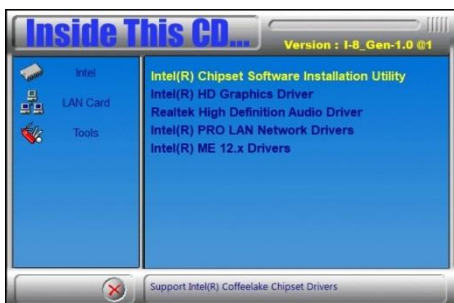 Inside This CD...
Version : I-8_Gen-1.0 @1
Intel
LAN Card
Tools
Intel(R) Chipset Software Installation Utility
Intel(R) HD Graphics Driver
Realtek High Definition Audio Driver
Intel(R) PRO LAN Network Drivers
Intel(R) ME 12.x Drivers
Support Intel(R) Coffeelake Chipset Drivers